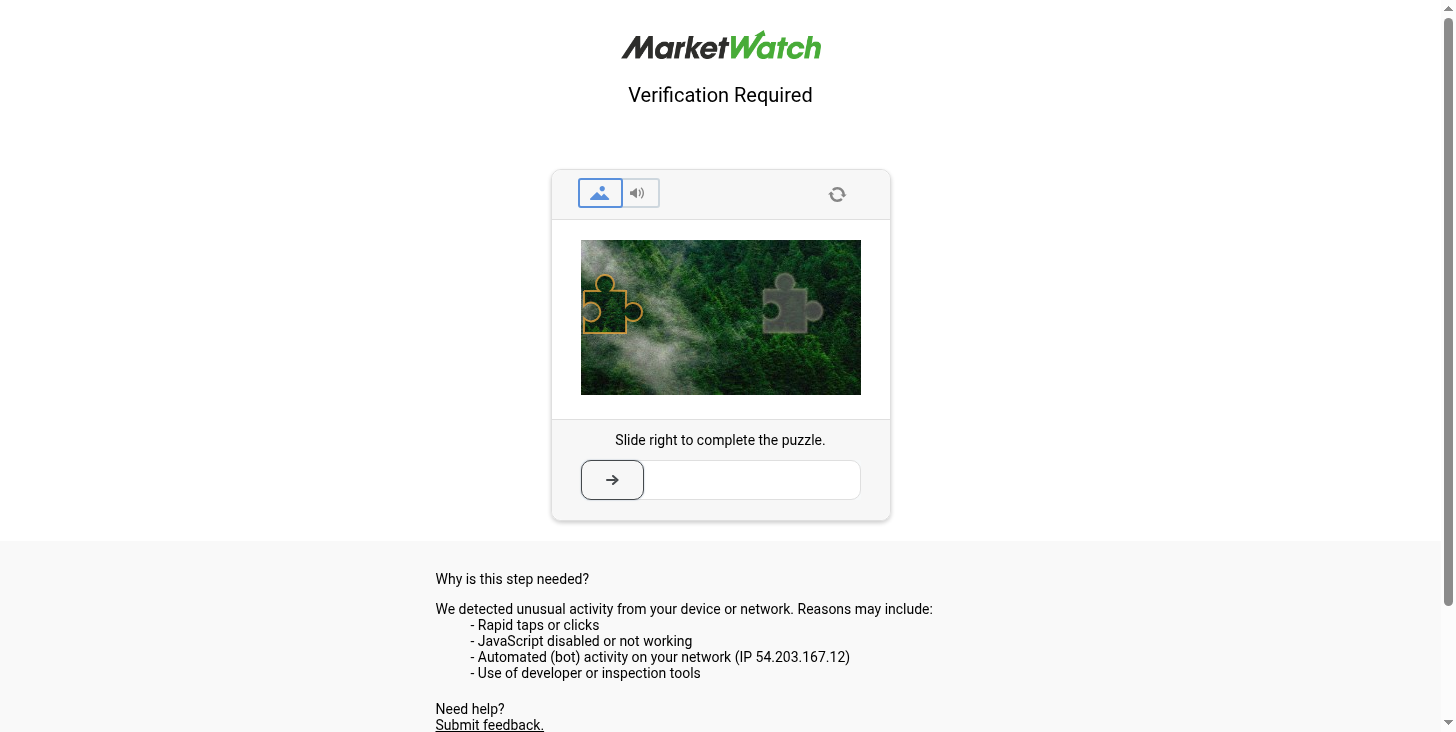 MarketWatch
Verification Required
Slide right to complete the puzzle.
Why is this step needed?
We detected unusual activity from your device or network. Reasons may include:
- Rapid taps or clicks
- JavaScript disabled or not working
- Automated (bot) activity on your network (IP 54.203.167.12)
- Use of developer or inspection tools
Need help?
Submit feedback.